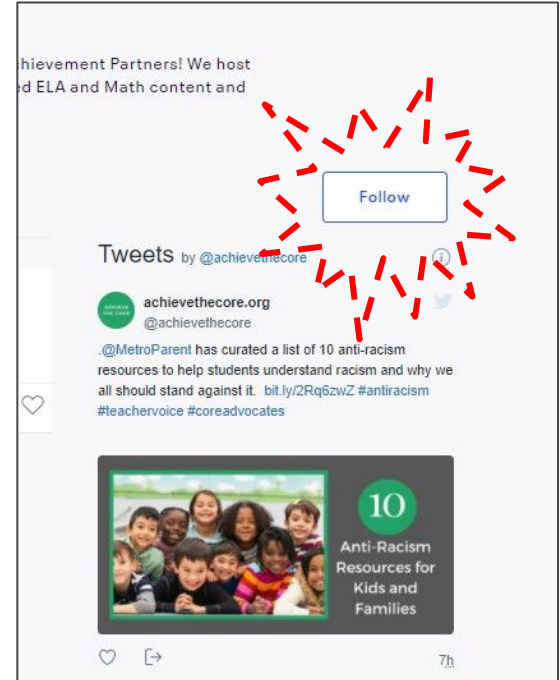 hievement Partners! We host
ed ELA and Math content and
Follow
Tweets by @achievethecore
achievethecore.org
@achievethecore
.@MetroParent has curated a list of 10 anti-racism
resources to help students understand racism and why we
all should stand against it. bit.ly/2Rq6zwZ #antiracism
#teachervoice #coreadvocates
10
Anti-Racism
Resources for
Kids and
Families
7h